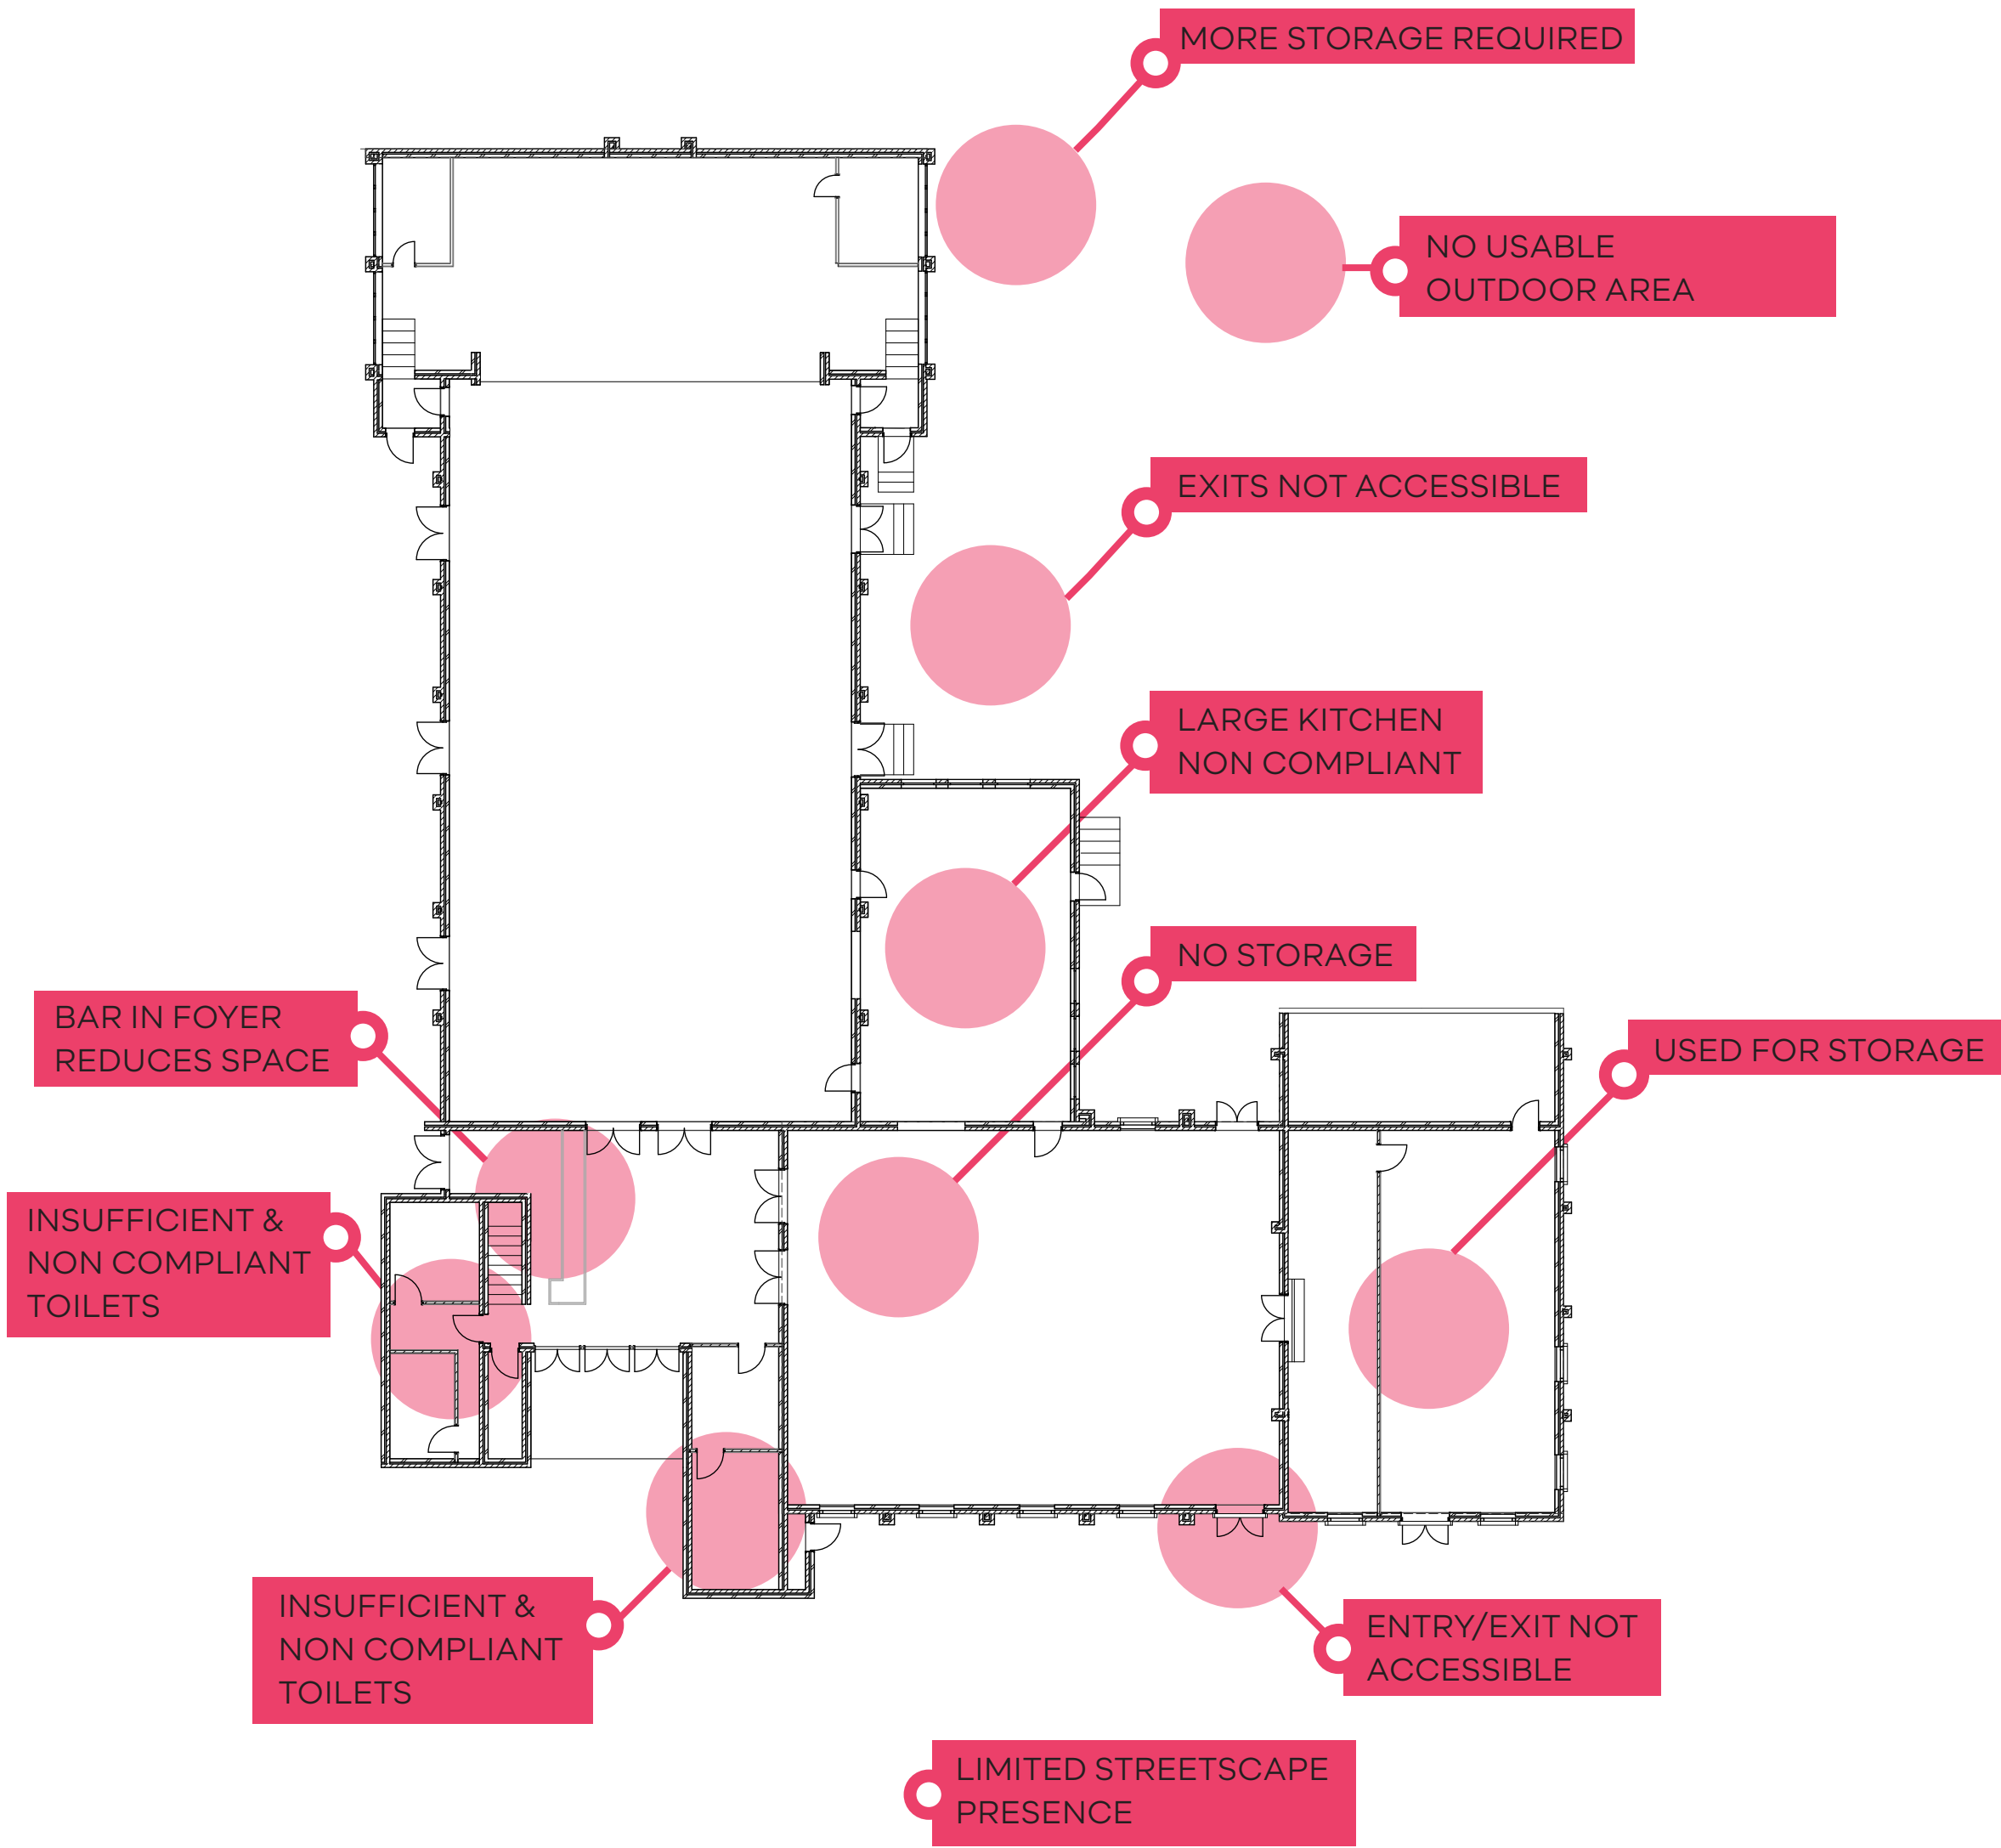 MORE STORAGE REQUIRED
NO USABLE
OUTDOOR AREA
EXITS NOT ACCESSIBLE
LARGE KITCHEN
NON COMPLIANT
NO STORAGE
BAR IN FOYER
REDUCES SPACE
USED FOR STORAGE
INSUFFICIENT &
NON COMPLIANT
TOILETS
INSUFFICIENT &
NON COMPLIANT
TOILETS
ENTRY/EXIT NOT
ACCESSIBLE
LIMITED STREETSCAPE
PRESENCE